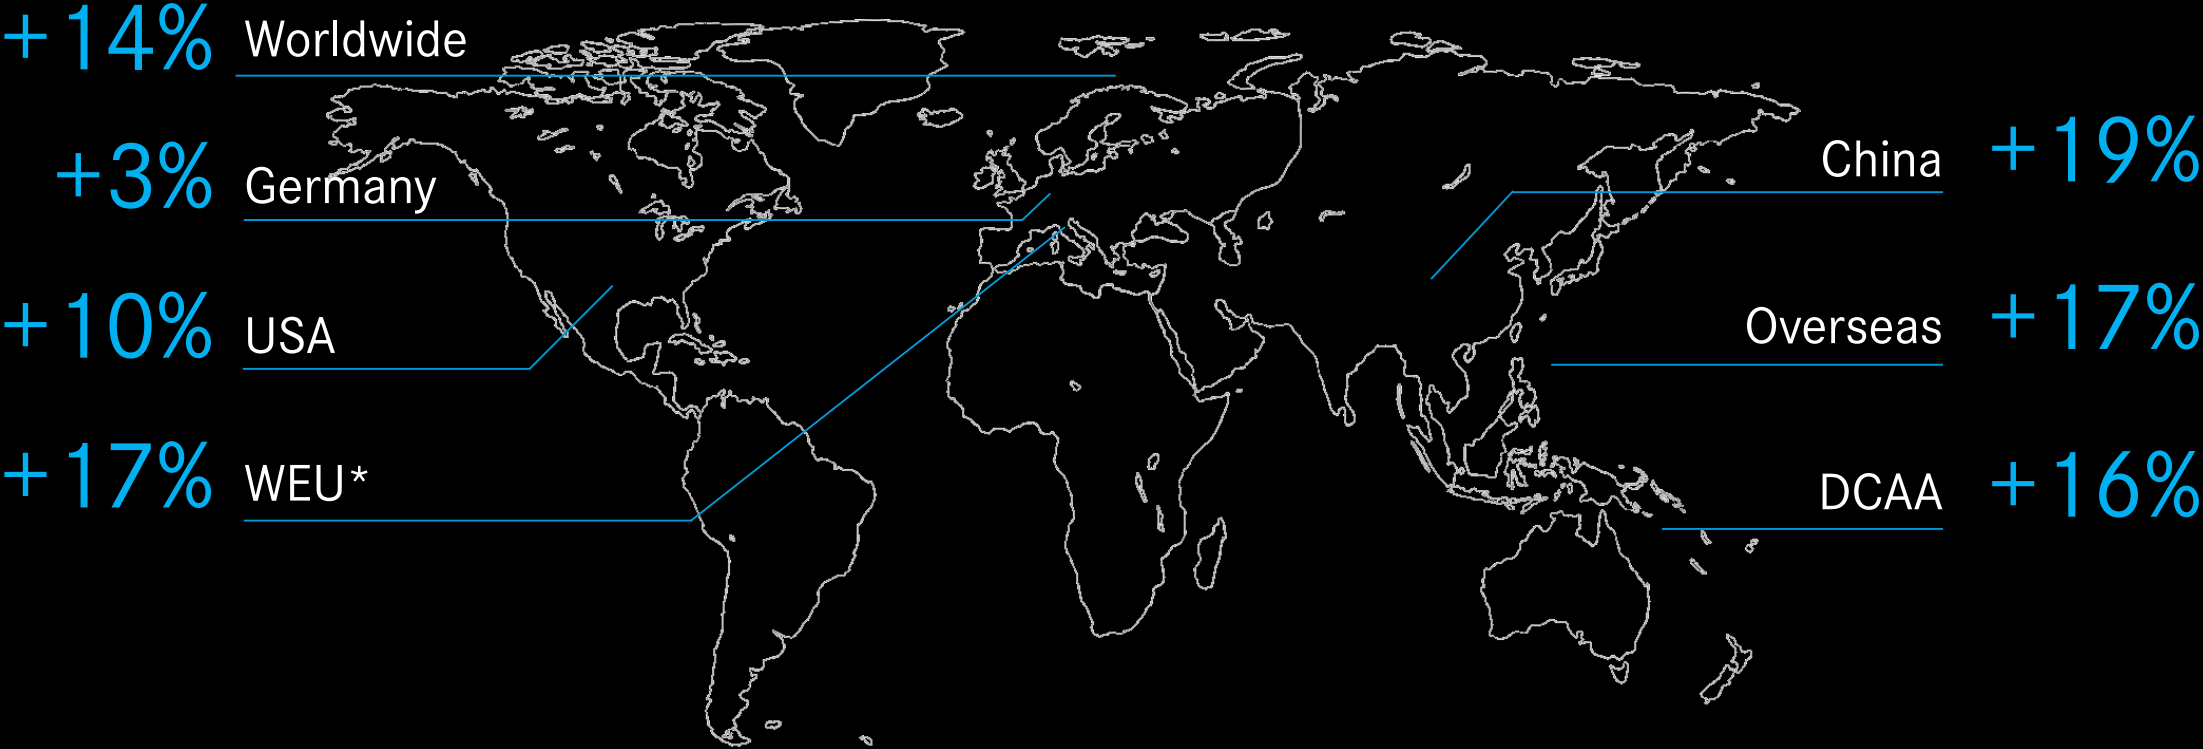 +14% Worldwide
+3% Germany
+10% USA
+17% WEU*
China +19%
Overseas +17%
DCAA +16%